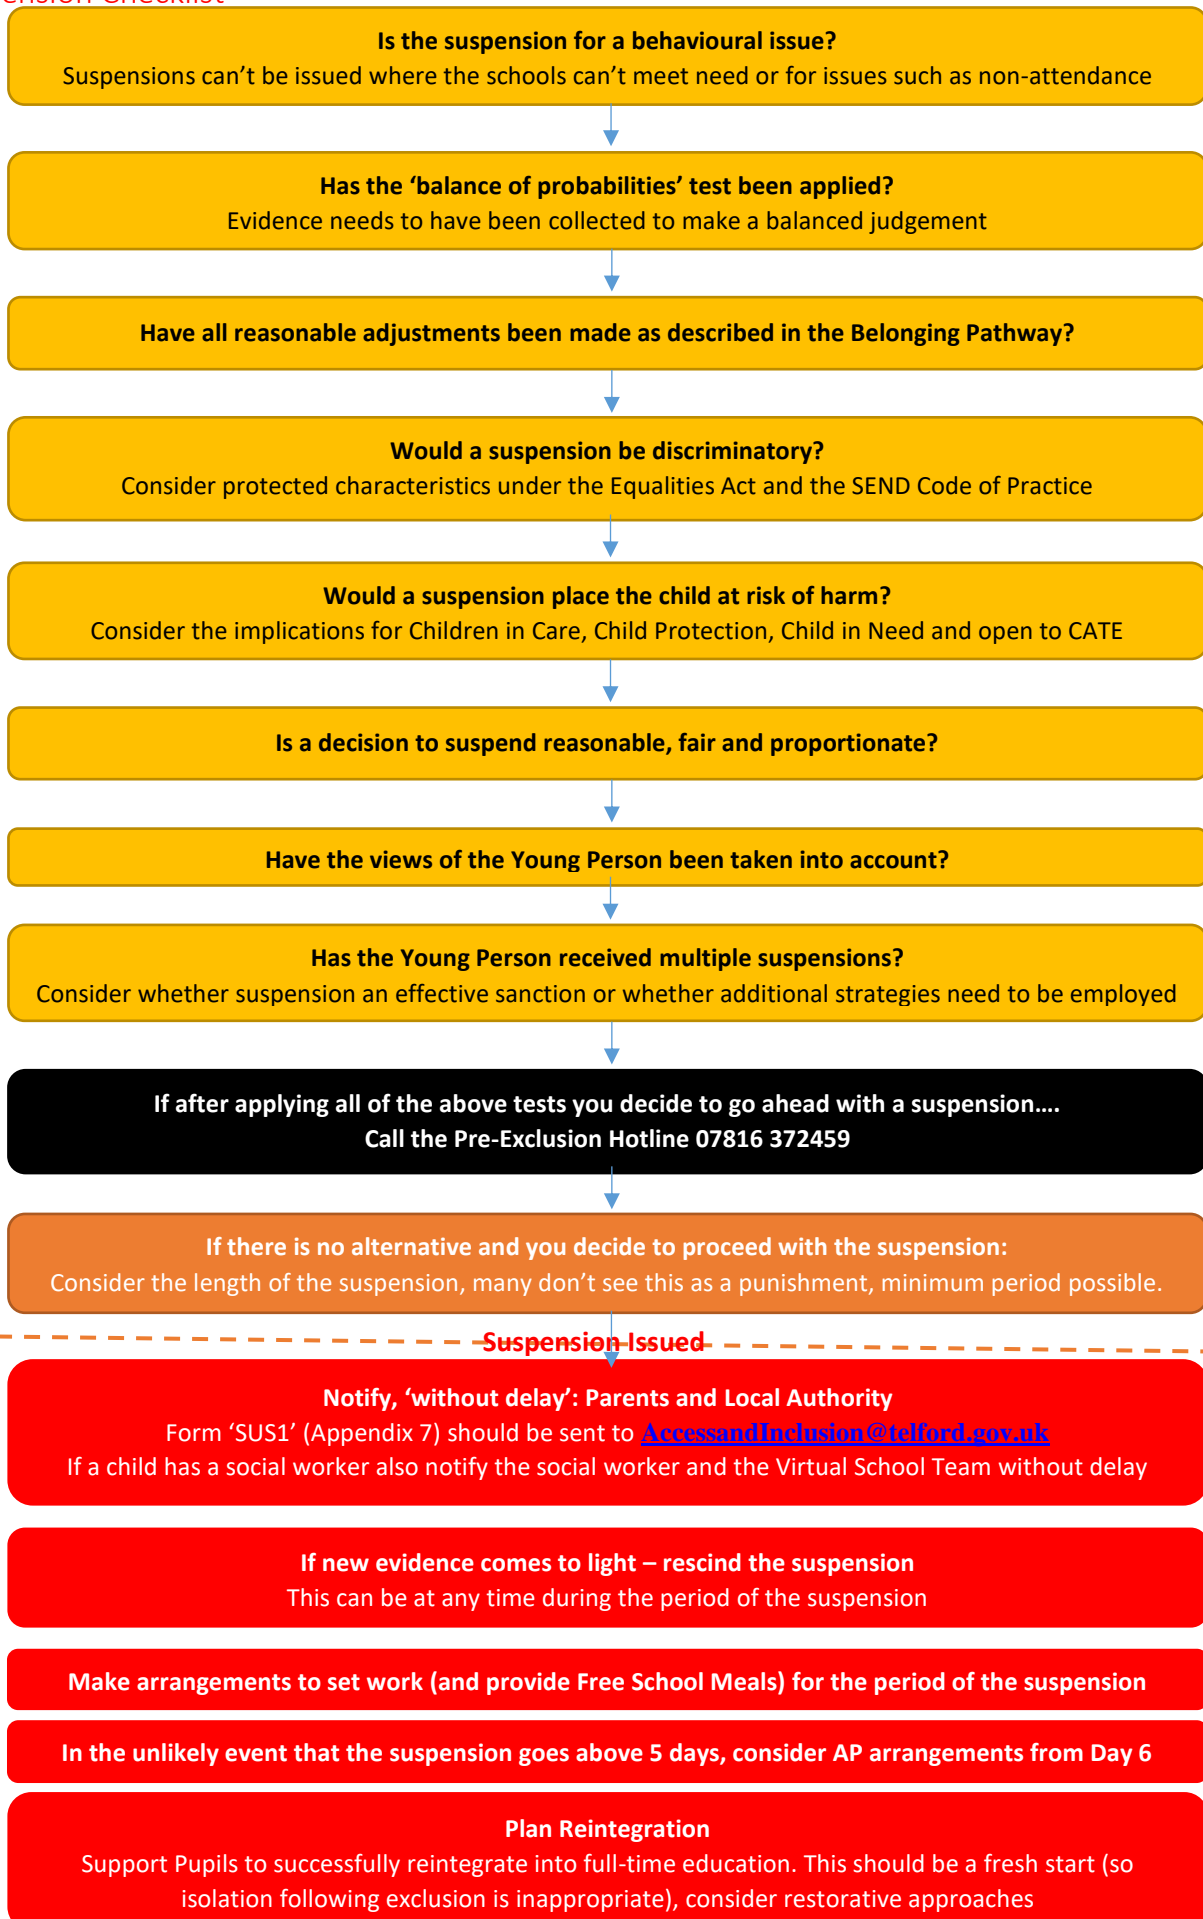 Checklist
Is the suspension for a behavioural issue?
Suspensions can’t be issued where the schools can’t meet need or for issues such as non-attendance
Has the ‘balance of probabilities’ test been applied?
Evidence needs to have been collected to make a balanced judgement
Have all reasonable adjustments been made as described in the Belonging Pathway?
Would a suspension be discriminatory?
Consider protected characteristics under the Equalities Act and the SEND Code of Practice
Would a suspension place the child at risk of harm?
Consider the implications for Children in Care, Child Protection, Child in Need and open to CATE
Is a decision to suspend reasonable, fair and proportionate?
Have the views of the Young Person been taken into account?
Has the Young Person received multiple suspensions?
Consider whether suspension an effective sanction or whether additional strategies need to be employed
If after applying all of the above tests you decide to go ahead with a suspension....
Call the Pre-Exclusion Hotline 07816 372459
If there is no alternative and you decide to proceed with the suspension:
Consider the length of the suspension, many don’t see this as a punishment, minimum period possible.
Suspension Issued
Notify, ‘without delay’: Parents and Local Authority
Form ‘SUS1’ (Appendix 7) should be sent to AccessandInclusion@telford.gov.uk
If a child has a social worker also notify the social worker and the Virtual School Team without delay
If new evidence comes to light – rescind the suspension
This can be at any time during the period of the suspension
Make arrangements to set work (and provide Free School Meals) for the period of the suspension
In the unlikely event that the suspension goes above 5 days, consider AP arrangements from Day 6
Plan Reintegration
Support Pupils to successfully reintegrate into full-time education. This should be a fresh start (so
isolation following exclusion is inappropriate), consider restorative approaches